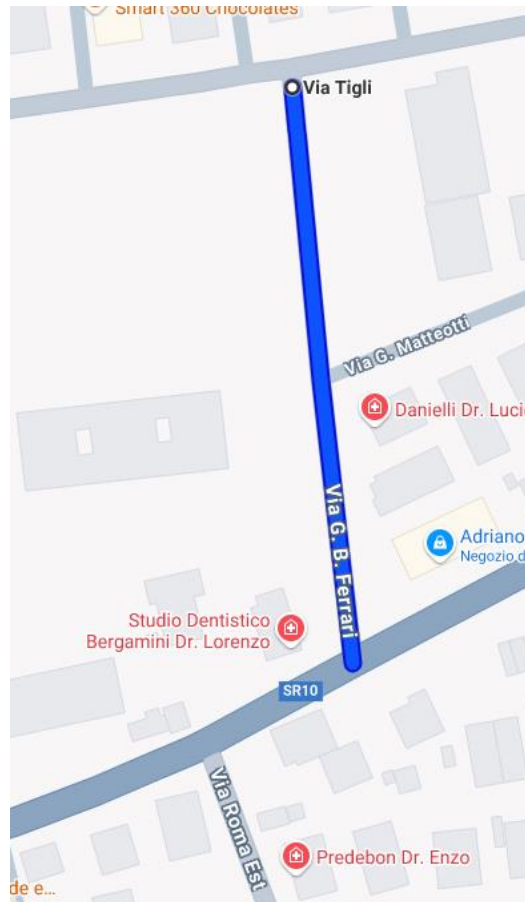 Smart 360 Chocolates
Via Tigli
Via G. Matteotti
Danielli Dr. Luci
Via G. B. Ferrari
Adriano
Negozio d
Studio Dentistico
Bergamini Dr. Lorenzo
SR10
Via Roma Est
Predebon Dr. Enzo
de e...